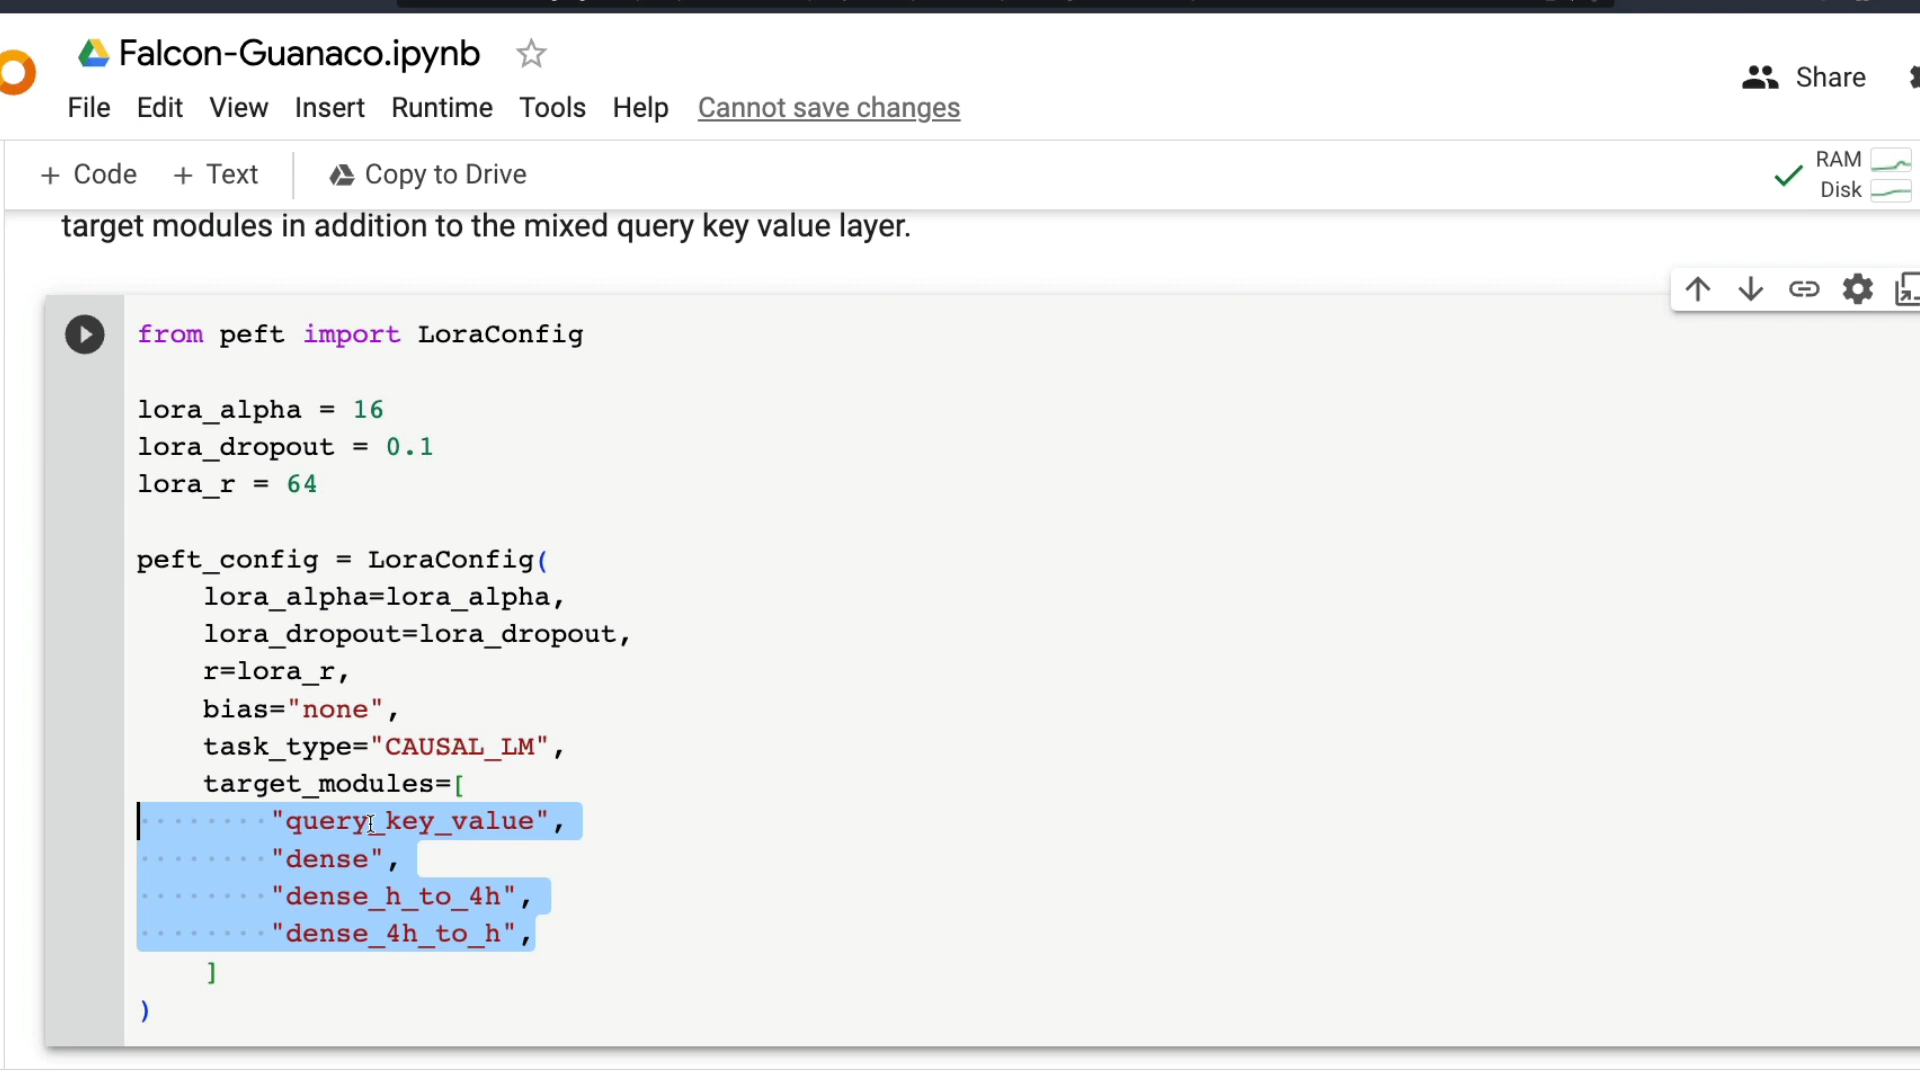 Falcon-Guanaco.ipynb
File Edit View Insert Runtime Tools Help Cannot save changes
Share
+ Code + Text Copy to Drive
RAM
Disk
target modules in addition to the mixed query key value layer.
from peft import LoraConfig
lora_alpha = 16
lora_dropout = 0.1
lora_r = 64
peft_config = LoraConfig(
lora_alpha=lora_alpha,
lora_dropout=lora_dropout,
r=lora_r,
bias="none",
task_type="CAUSAL_LM",
target_modules=[
"query_key_value",
"dense",
"dense_h_to_4h",
"dense_4h_to_h",
]
)